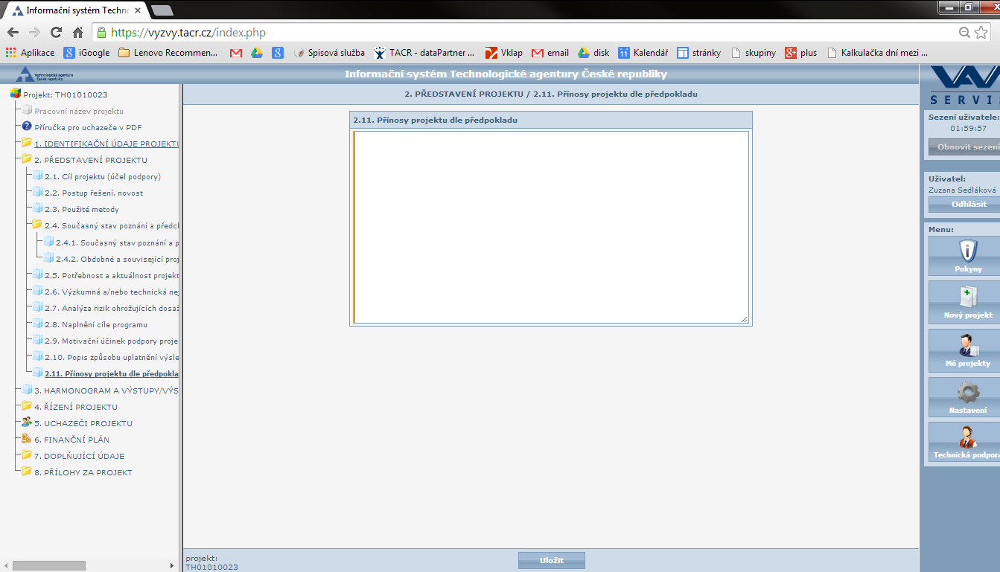 Informační systém Techn
https://vyzvy.tacr.cz/index.php
Aplikace iGoogle Lenovo Recommen... Spisová služba TACR - dataPartner ... Vklap email disk Kalendář stránky skupiny plus Kalkulačka dní mezi ...
Technologická agentura
České republiky
Informační systém Technologické agentury České republiky
Projekt: TH01010023
Pracovní název projektu
Příručka pro uchazeče v PDF
1. IDENTIFIKAČNÍ ÚDAJE PROJEKTU
2. PŘEDSTAVENÍ PROJEKTU
2.1. Cíl projektu (účel podpory)
2.2. Postup řešení, novost
2.3. Použité metody
2.4. Současný stav poznání a předch
2.4.1. Současný stav poznání a p
2.4.2. Obdobné a související proj
2.5. Potřebnost a aktuálnost projekt
2.6. Výzkumná a/nebo technická nej
2.7. Analýza rizik ohrožujících dosaž
2.8. Naplnění cíle programu
2.9. Motivační účinek podpory proje
2.10. Popis způsobu uplatnění výsle
2.11. Přínosy projektu dle předpokla
3. HARMONOGRAM A VÝSTUPY/VÝS
4. ŘÍZENÍ PROJEKTU
5. UCHAZEČI PROJEKTU
6. FINANČNÍ PLÁN
7. DOPLŇUJÍCÍ ÚDAJE
8. PŘÍLOHY ZA PROJEKT
2. PŘEDSTAVENÍ PROJEKTU / 2.11. Přínosy projektu dle předpokladu
2.11. Přínosy projektu dle předpokladu
projekt:
TH01010023
Uložit
VAV
SERVIS
Sezení uživatele:
01:59:57
Obnovit sezení
Uživatel:
Zuzana Sedláková
Odhlásit
Menu:
Pokyny
Nový projekt
Mé projekty
Nastavení
Technická podpora